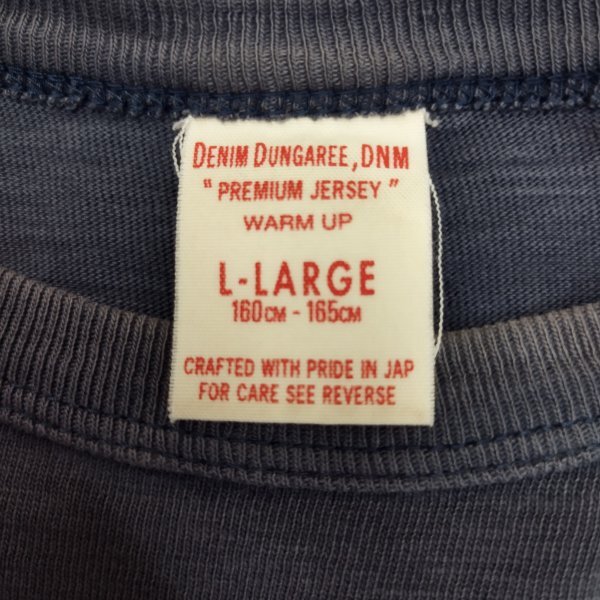 DENIM DUNGAREE, DNM
" PREMIUM JERSEY "
WARM UP
L-LARGE
160CM - 165CM
CRAFTED WITH PRIDE IN JAP
FOR CARE SEE REVERSE